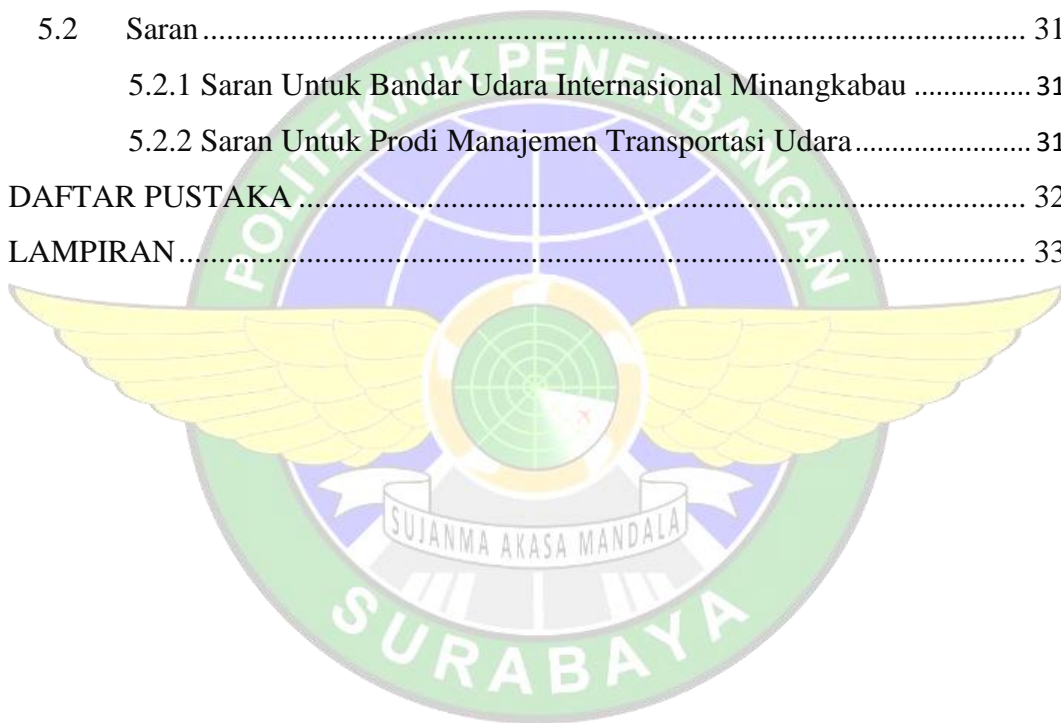 5.2 Saran ........................................................................................................ 31
5.2.1 Saran Untuk Bandar Udara Internasional Minangkabau ............... 31
5.2.2 Saran Untuk Prodi Manajemen Transportasi Udara ...................... 31
DAFTAR PUSTAKA ............................................................................................ 32
LAMPIRAN ........................................................................................................... 33
POLITEKNIK PENERBANGAN
SUJANMA AKASA MANDALA
SURABAYA